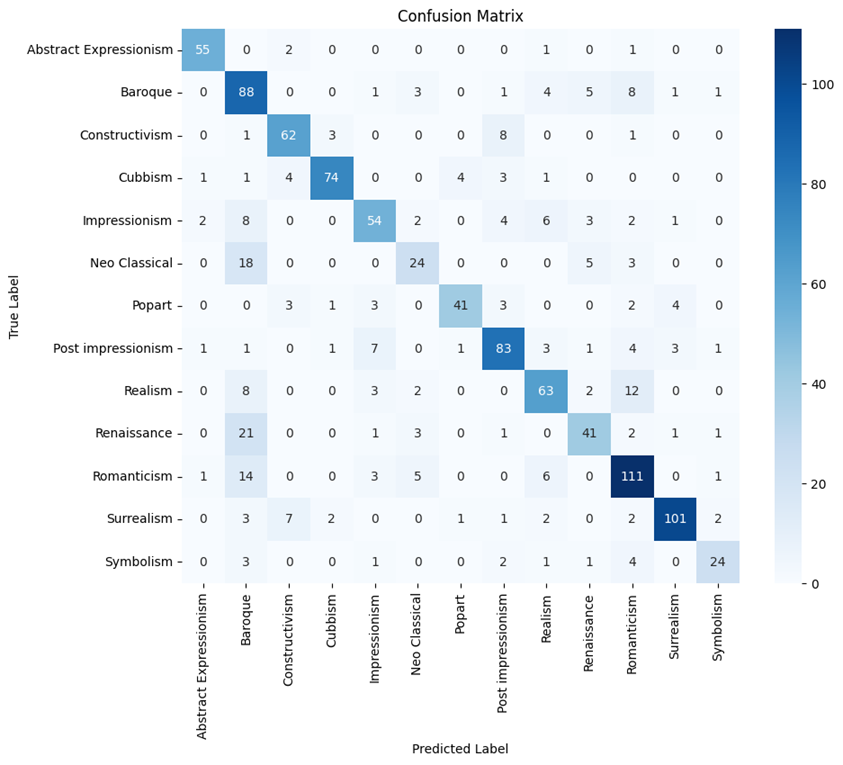 Confusion Matrix
Abstract Expressionism 55 0 2 0 0 0 0 0 1 0 1 0 0
Baroque 0 88 0 0 1 3 0 1 4 5 8 1 1
Constructivism 0 1 62 3 0 0 0 8 0 0 1 0 0
Cubbism 1 1 4 74 0 0 4 3 1 0 0 0 0
Impressionism 2 8 0 0 54 2 0 4 6 3 2 1 0
Neo Classical 0 18 0 0 0 24 0 0 0 5 3 0 0
Popart 0 0 3 1 3 0 41 3 0 0 2 4 0
Post impressionism 1 1 0 1 7 0 1 83 3 1 4 3 1
Realism 0 8 0 0 3 2 0 0 63 2 12 0 0
Renaissance 0 21 0 0 1 3 0 1 0 41 2 1 1
Romanticism 1 14 0 0 3 5 0 0 6 0 111 0 1
Surrealism 0 3 7 2 0 0 1 1 2 0 2 101 2
Symbolism 0 3 0 0 1 0 0 2 1 1 4 0 24
True Label
Abstract Expressionism
Baroque
Constructivism
Cubbism
Impressionism
Neo Classical
Popart
Post impressionism
Realism
Renaissance
Romanticism
Surrealism
Symbolism
Predicted Label
100
80
60
40
20
0